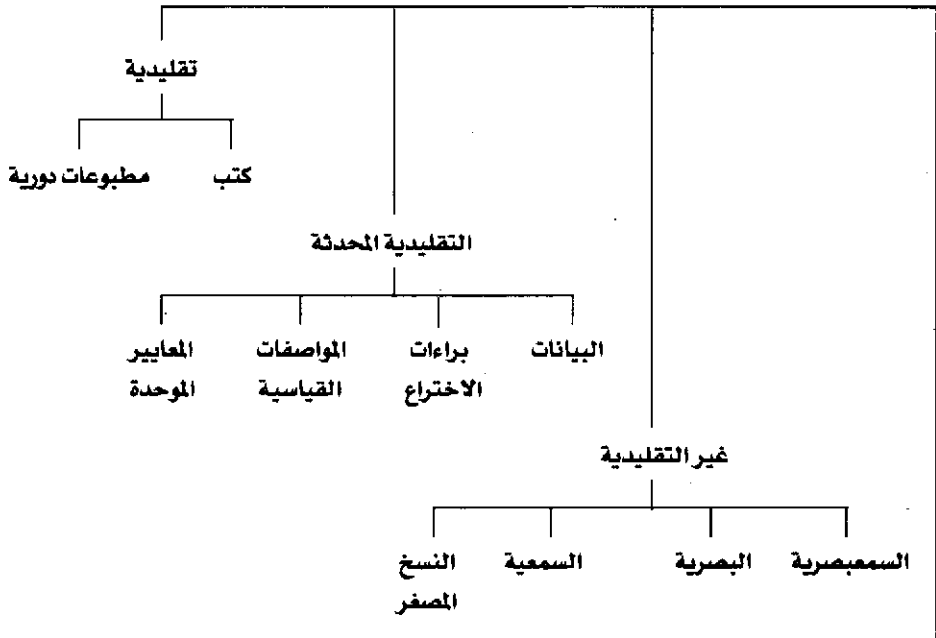 تقليدية
كتب
مطبوعات دورية
التقليدية المحدثة
البيانات
براءات
الاختراع
المواصفات
القياسية
المعايير
الموحدة
غير التقليدية
السمعبصرية
البصرية
السمعية
النسخ
المصغر